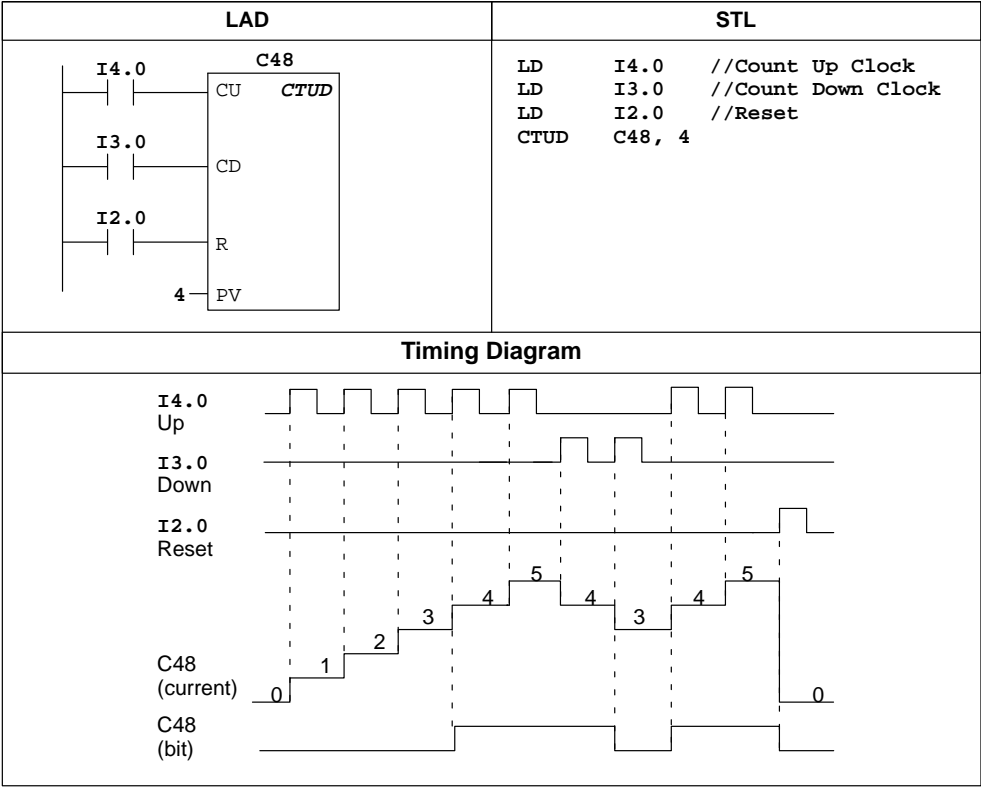 LAD
STL
C48
I4.0
CU CTUD
I3.0
CD
I2.0
R
4 PV
LD I4.0 //Count Up Clock
LD I3.0 //Count Down Clock
LD I2.0 //Reset
CTUD C48, 4
Timing Diagram
I4.0
Up
I3.0
Down
I2.0
Reset
C48
(current)
0 1 2 3 4 5 4 3 4 5 0
C48
(bit)